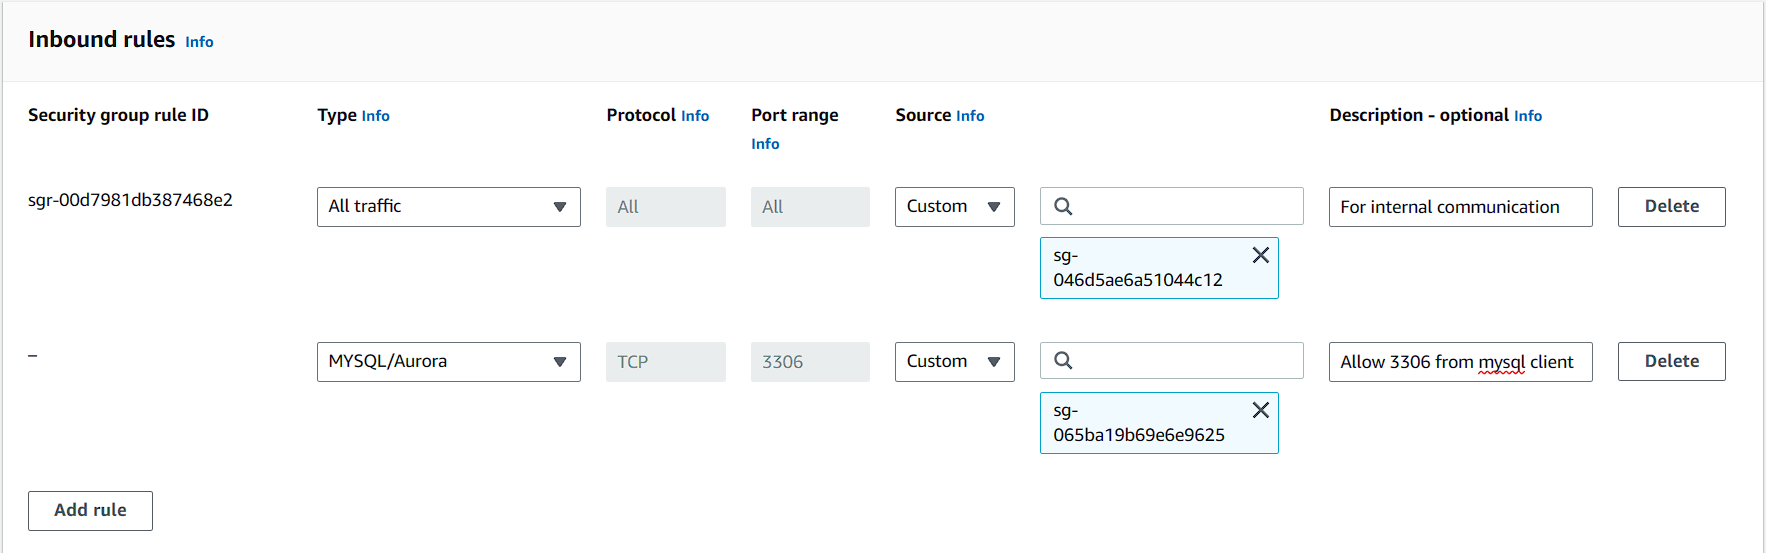 Inbound rules Info
Security group rule ID Type Info Protocol Info Port range Info Source Info Description - optional Info
sgr-00d7981db387468e2 All traffic All All Custom For internal communication Delete
sg-
046d5ae6a51044c12
– MYSQL/Aurora TCP 3306 Custom Allow 3306 from mysql client Delete
sg-
065ba19b69e6e9625
Add rule